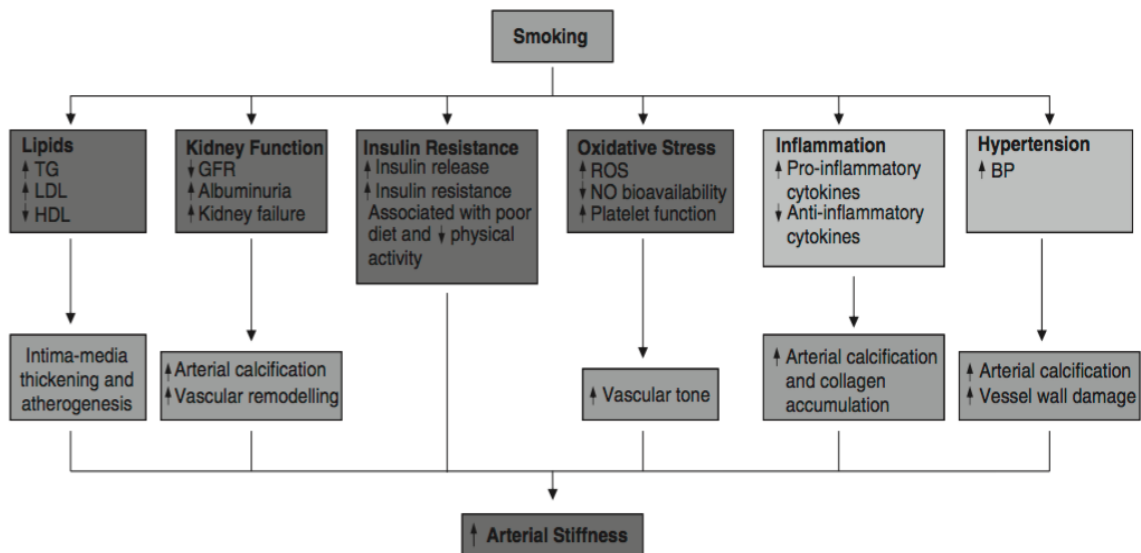 Smoking
Lipids
↑ TG
↑ LDL
↓ HDL
Kidney Function
↓ GFR
↑ Albuminuria
↑ Kidney failure
Insulin Resistance
↑ Insulin release
↑ Insulin resistance
Associated with poor
diet and ↓ physical
activity
Oxidative Stress
↑ ROS
↓ NO bioavailability
↑ Platelet function
Inflammation
↑ Pro-inflammatory
cytokines
↓ Anti-inflammatory
cytokines
Hypertension
↑ BP
Intima-media
thickening and
atherogenesis
↑ Arterial calcification
↑ Vascular remodelling
↑ Vascular tone
↑ Arterial calcification
and collagen
accumulation
↑ Arterial calcification
↑ Vessel wall damage
↑ Arterial Stiffness